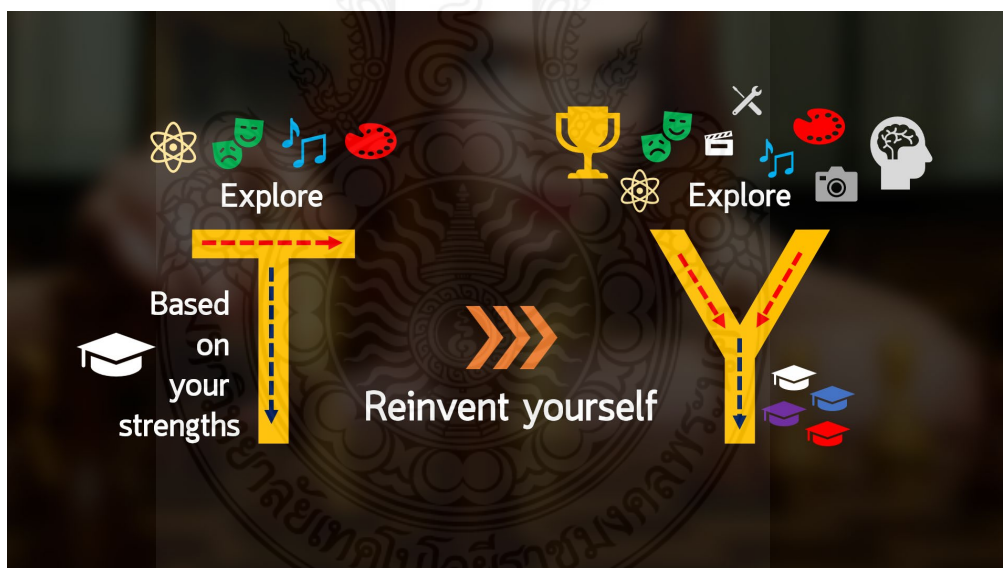 Explore
T
Based
on
your
strengths
Reinvent yourself
Explore
Y